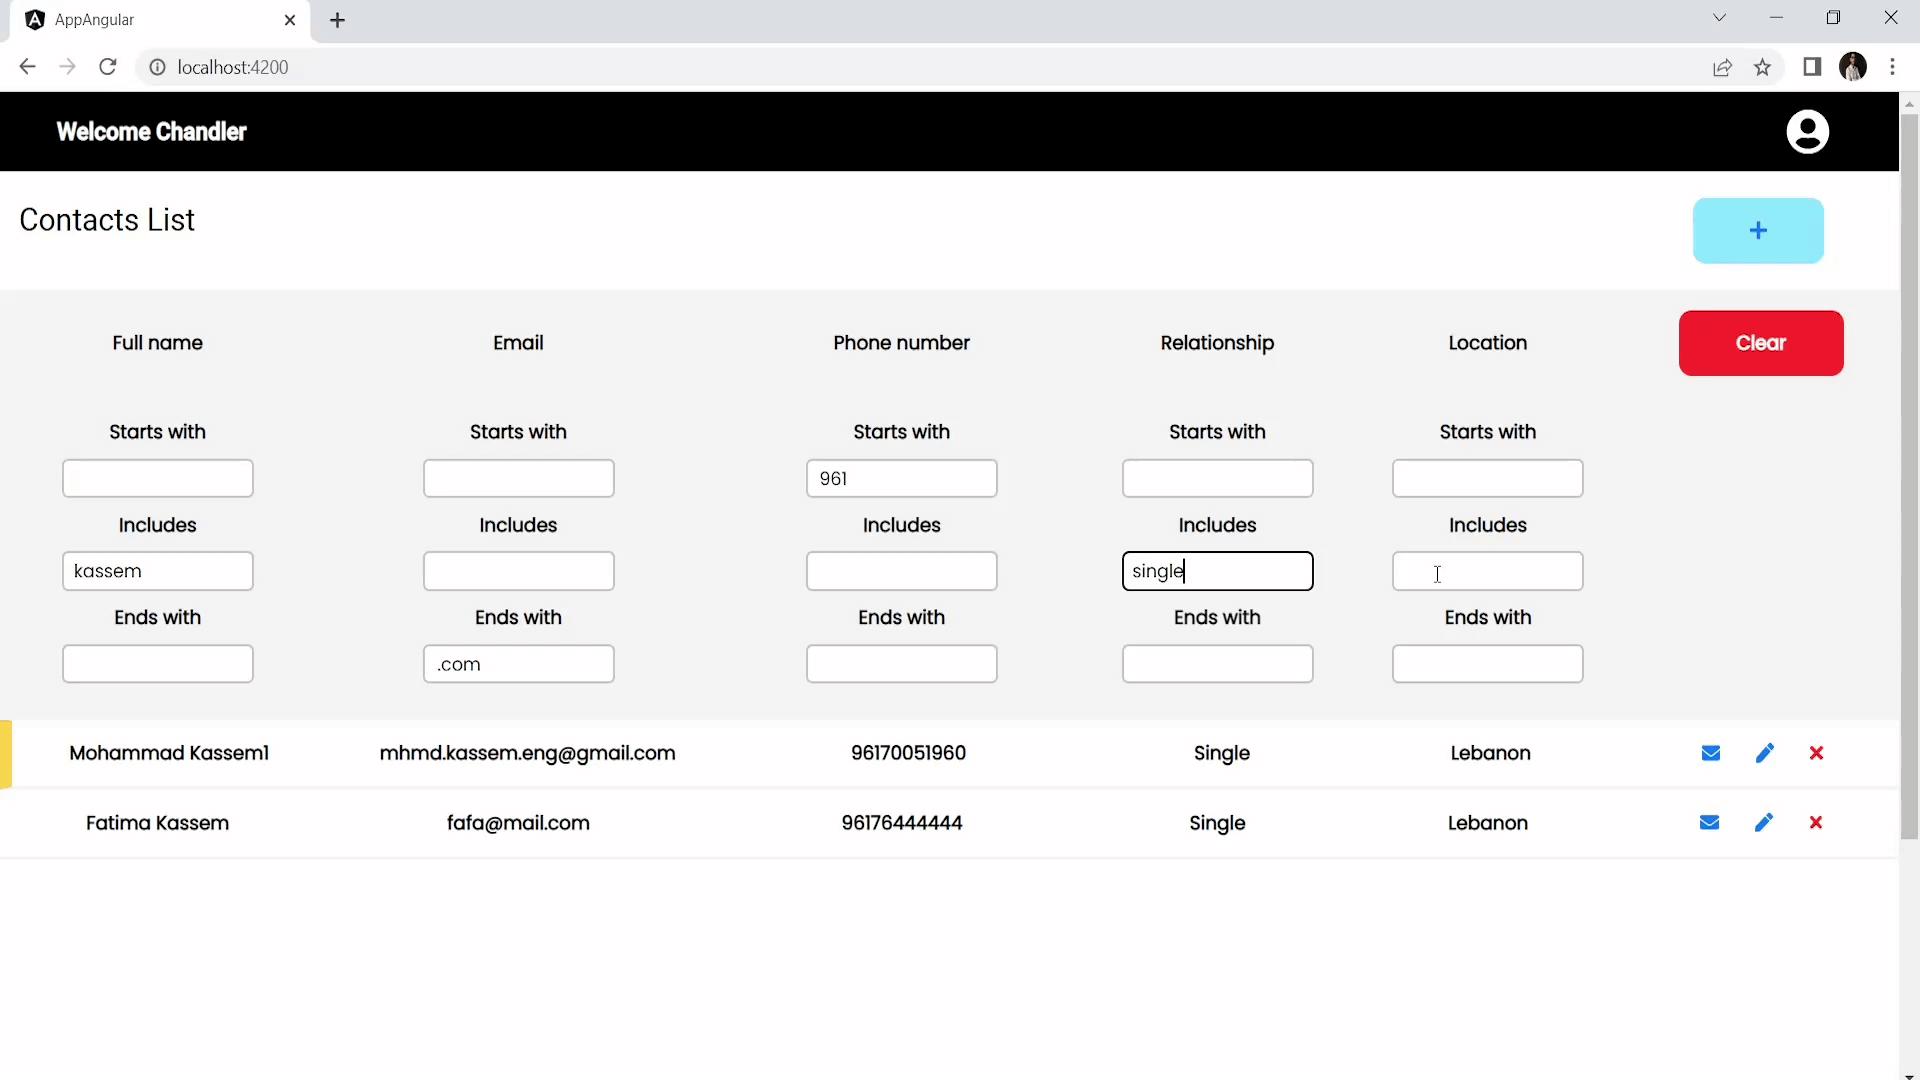 AppAngular
localhost:4200
Welcome Chandler
Contacts List
+
Full name Email Phone number Relationship Location Clear
Starts with Starts with Starts with Starts with Starts with
961
Includes Includes Includes Includes Includes
kassem single
Ends with Ends with Ends with Ends with Ends with
.com
Mohammad Kassem1 mhmd.kassem.eng@gmail.com 96170051960 Single Lebanon
Fatima Kassem fafa@mail.com 96176444444 Single Lebanon